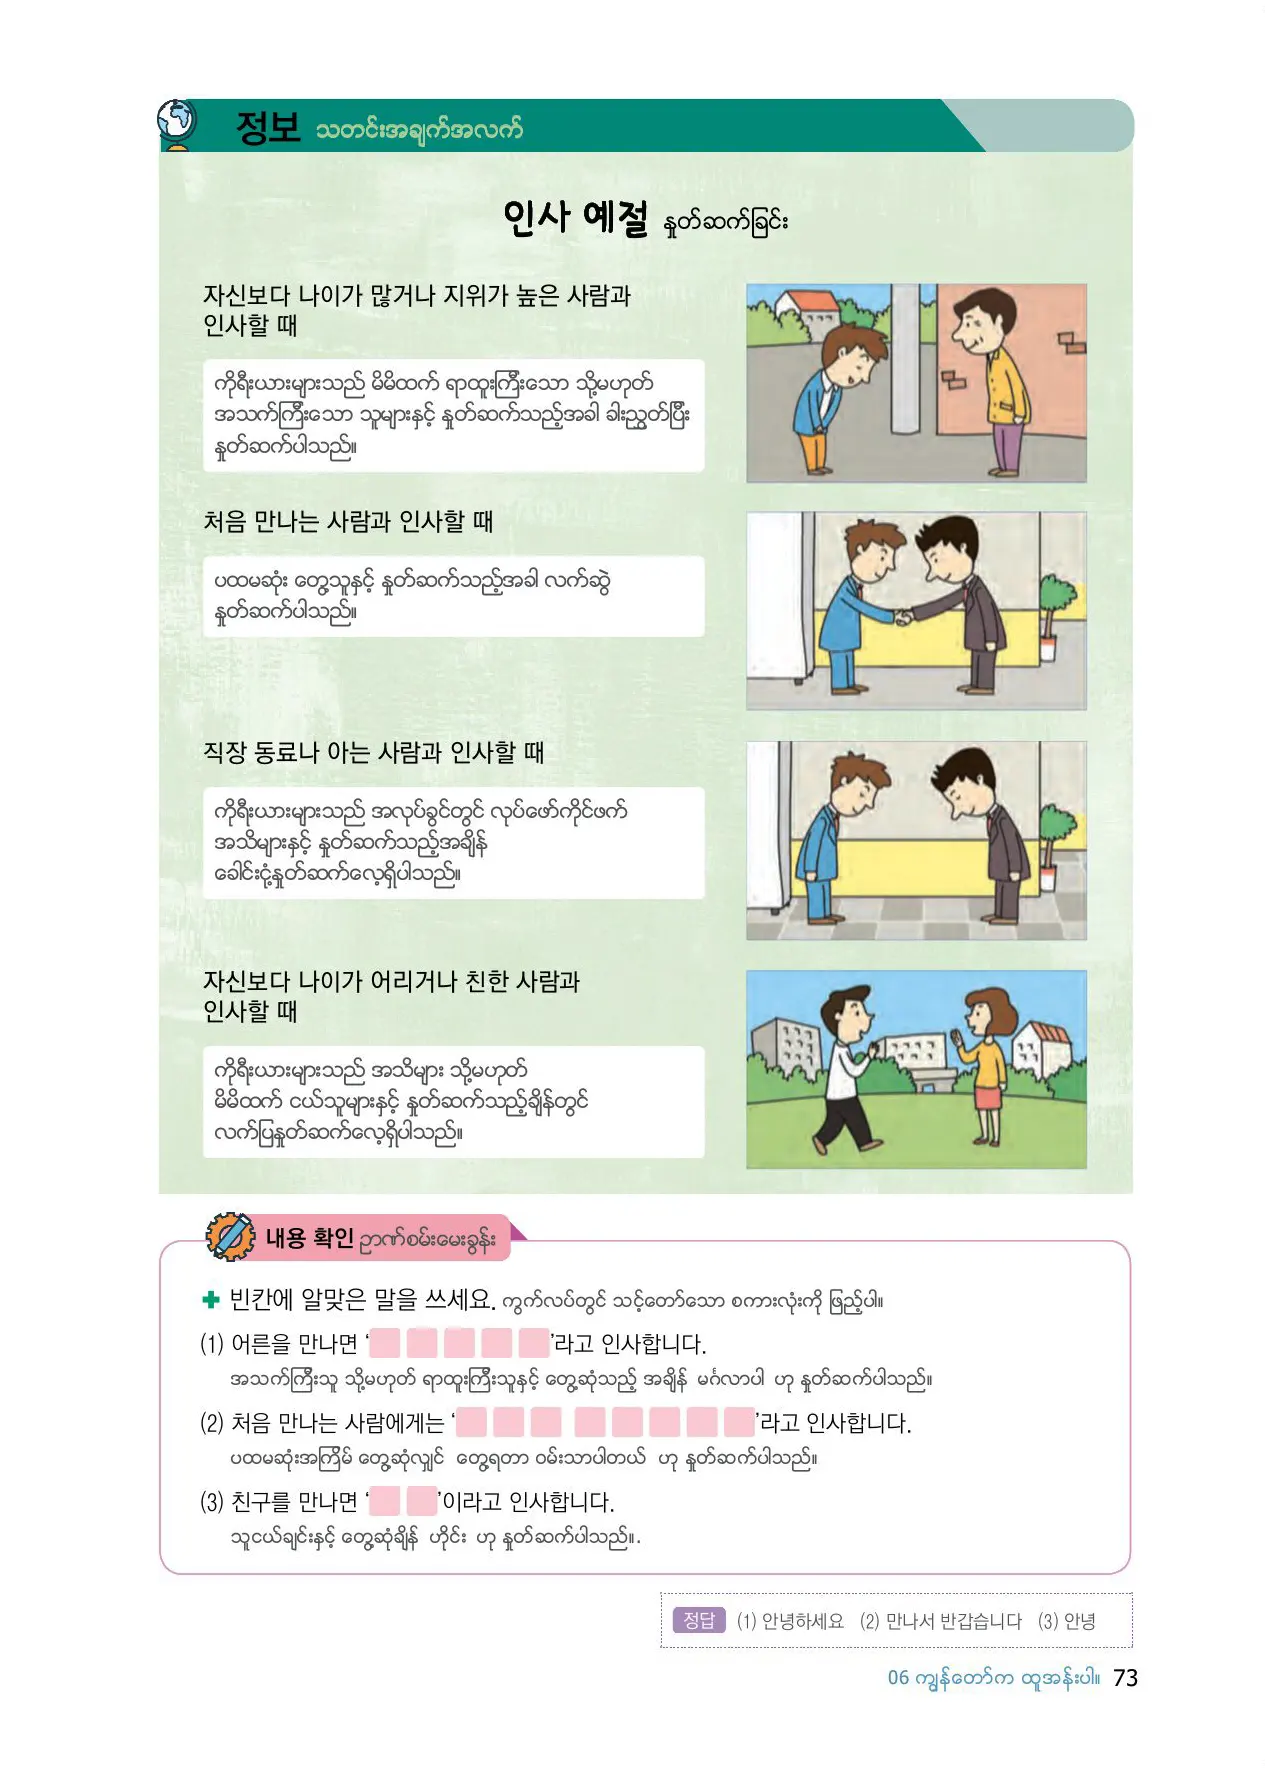 정보 သတင်းအချက်အလက်
인사 예절 နှုတ်ဆက်ခြင်း
자신보다 나이가 많거나 지위가 높은 사람과
인사할 때
ကိုရီးယားများသည် မိမိထက် ရာထူးကြီးသော သို့မဟုတ်
အသက်ကြီးသော သူများနှင့် နှုတ်ဆက်သည့်အခါ ခါးညွှတ်ပြီး
နှုတ်ဆက်ပါသည်။
처음 만나는 사람과 인사할 때
ပထမဆုံး တွေ့သူနှင့် နှုတ်ဆက်သည့်အခါ လက်ဆွဲ
နှုတ်ဆက်ပါသည်။
직장 동료나 아는 사람과 인사할 때
ကိုရီးယားများသည် အလုပ်ခွင်တွင် လုပ်ဖော်ကိုင်ဖက်
အသိများနှင့် နှုတ်ဆက်သည့်အချိန်
ခေါင်းငုံ့နှုတ်ဆက်လေ့ရှိပါသည်။
자신보다 나이가 어리거나 친한 사람과
인사할 때
ကိုရီးယားများသည် အသိများ သို့မဟုတ်
မိမိထက် ငယ်သူများနှင့် နှုတ်ဆက်သည့်ချိန်တွင်
လက်ပြနှုတ်ဆက်လေ့ရှိပါသည်။
내용 확인 ဉာဏ်စမ်းမေးခွန်း
빈칸에 알맞은 말을 쓰세요. ကွက်လပ်တွင် သင့်တော်သော စကားလုံးကို ဖြည့်ပါ။
(1) 어른을 만나면 ‘ ’라고 인사합니다.
အသက်ကြီးသူ သို့မဟုတ် ရာထူးကြီးသူနှင့် တွေ့ဆုံသည့် အချိန် မင်္ဂလာပါ ဟု နှုတ်ဆက်ပါသည်။
(2) 처음 만나는 사람에게는 ‘ ’라고 인사합니다.
ပထမဆုံးအကြိမ် တွေ့ဆုံလျှင် တွေ့ရတာ ဝမ်းသာပါတယ် ဟု နှုတ်ဆက်ပါသည်။
(3) 친구를 만나면 ‘ ’이라고 인사합니다.
သူငယ်ချင်းနှင့် တွေ့ဆုံချိန် ဟိုင်း ဟု နှုတ်ဆက်ပါသည်။.
정답 (1) 안녕하세요 (2) 만나서 반갑습니다 (3) 안녕
06 ကျွန်တော်က ထူအန်းပါ။ 73